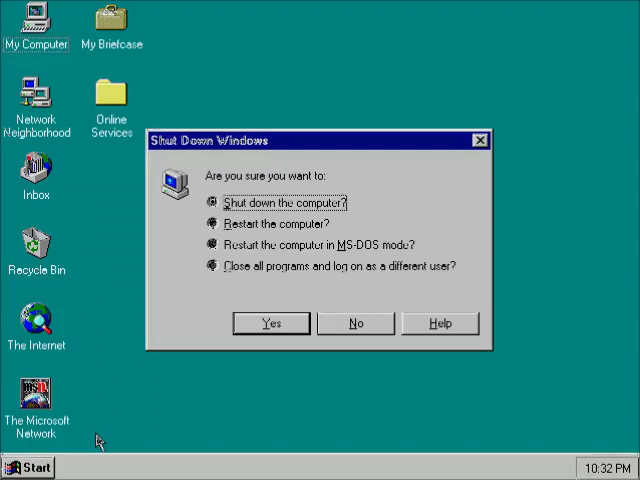 My Computer
My Briefcase
Network
Neighborhood
Online
Services
Inbox
Recycle Bin
The Internet
MSN
The Microsoft
Network
Shut Down Windows
Are you sure you want to:
Shut down the computer?
Restart the computer?
Restart the computer in MS-DOS mode?
Close all programs and log on as a different user?
Yes
No
Help
Start
10:32 PM